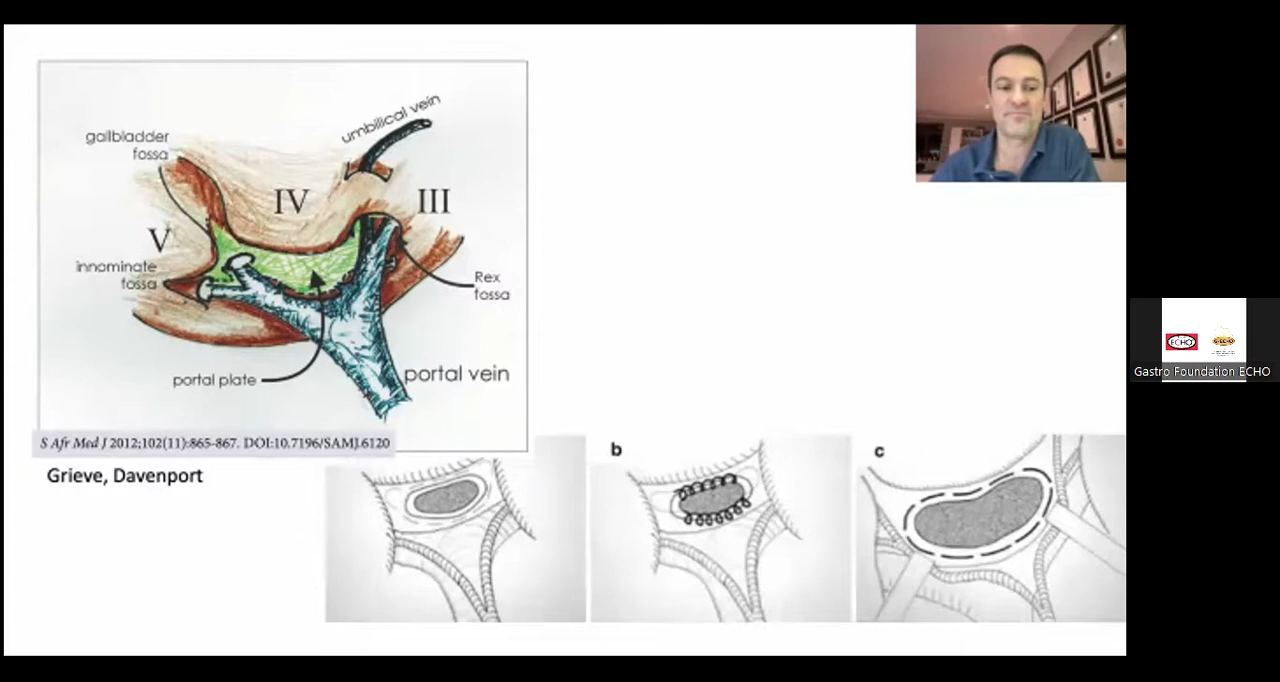 gallbladder
fossa
umbilical vein
IV
III
V
innominate
fossa
Rex
fossa
portal plate
portal vein
S Afr Med J 2012;102(11):865-867. DOI:10.7196/SAMJ.6120
Grieve, Davenport
b
c
ECHO
Gastro Foundation ECHO